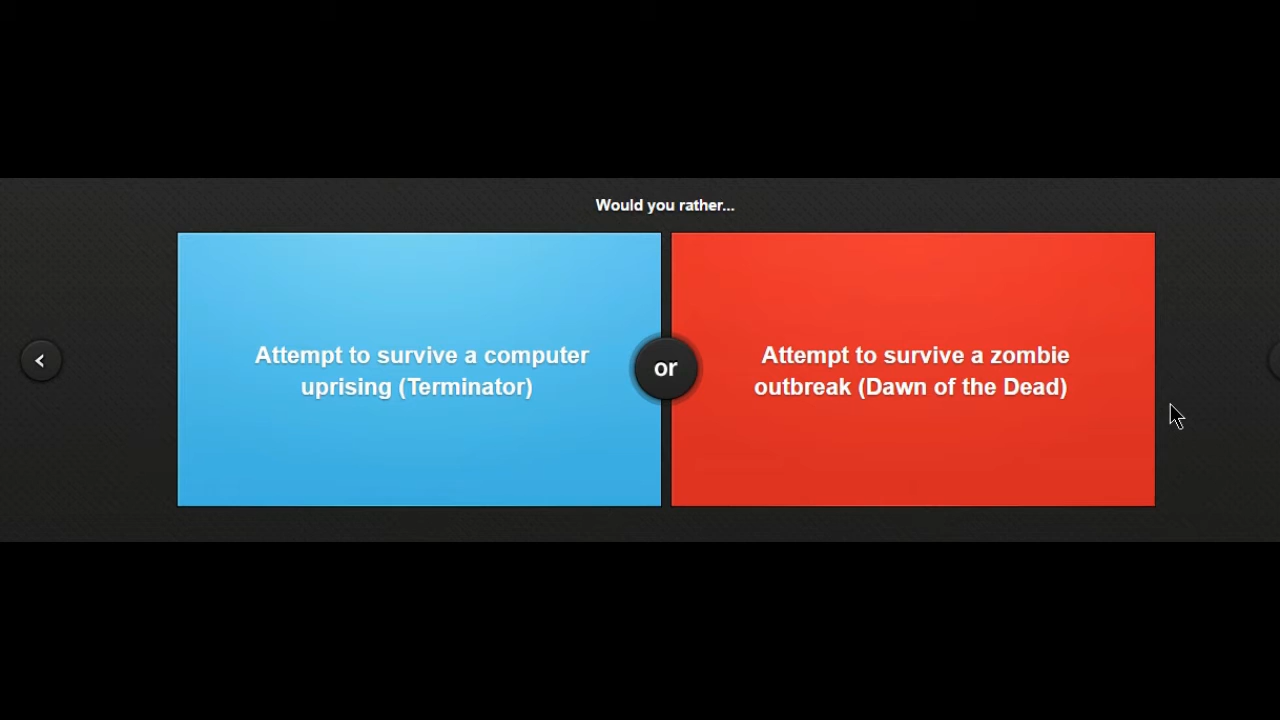 Would you rather...
Attempt to survive a computer
uprising (Terminator)
or
Attempt to survive a zombie
outbreak (Dawn of the Dead)